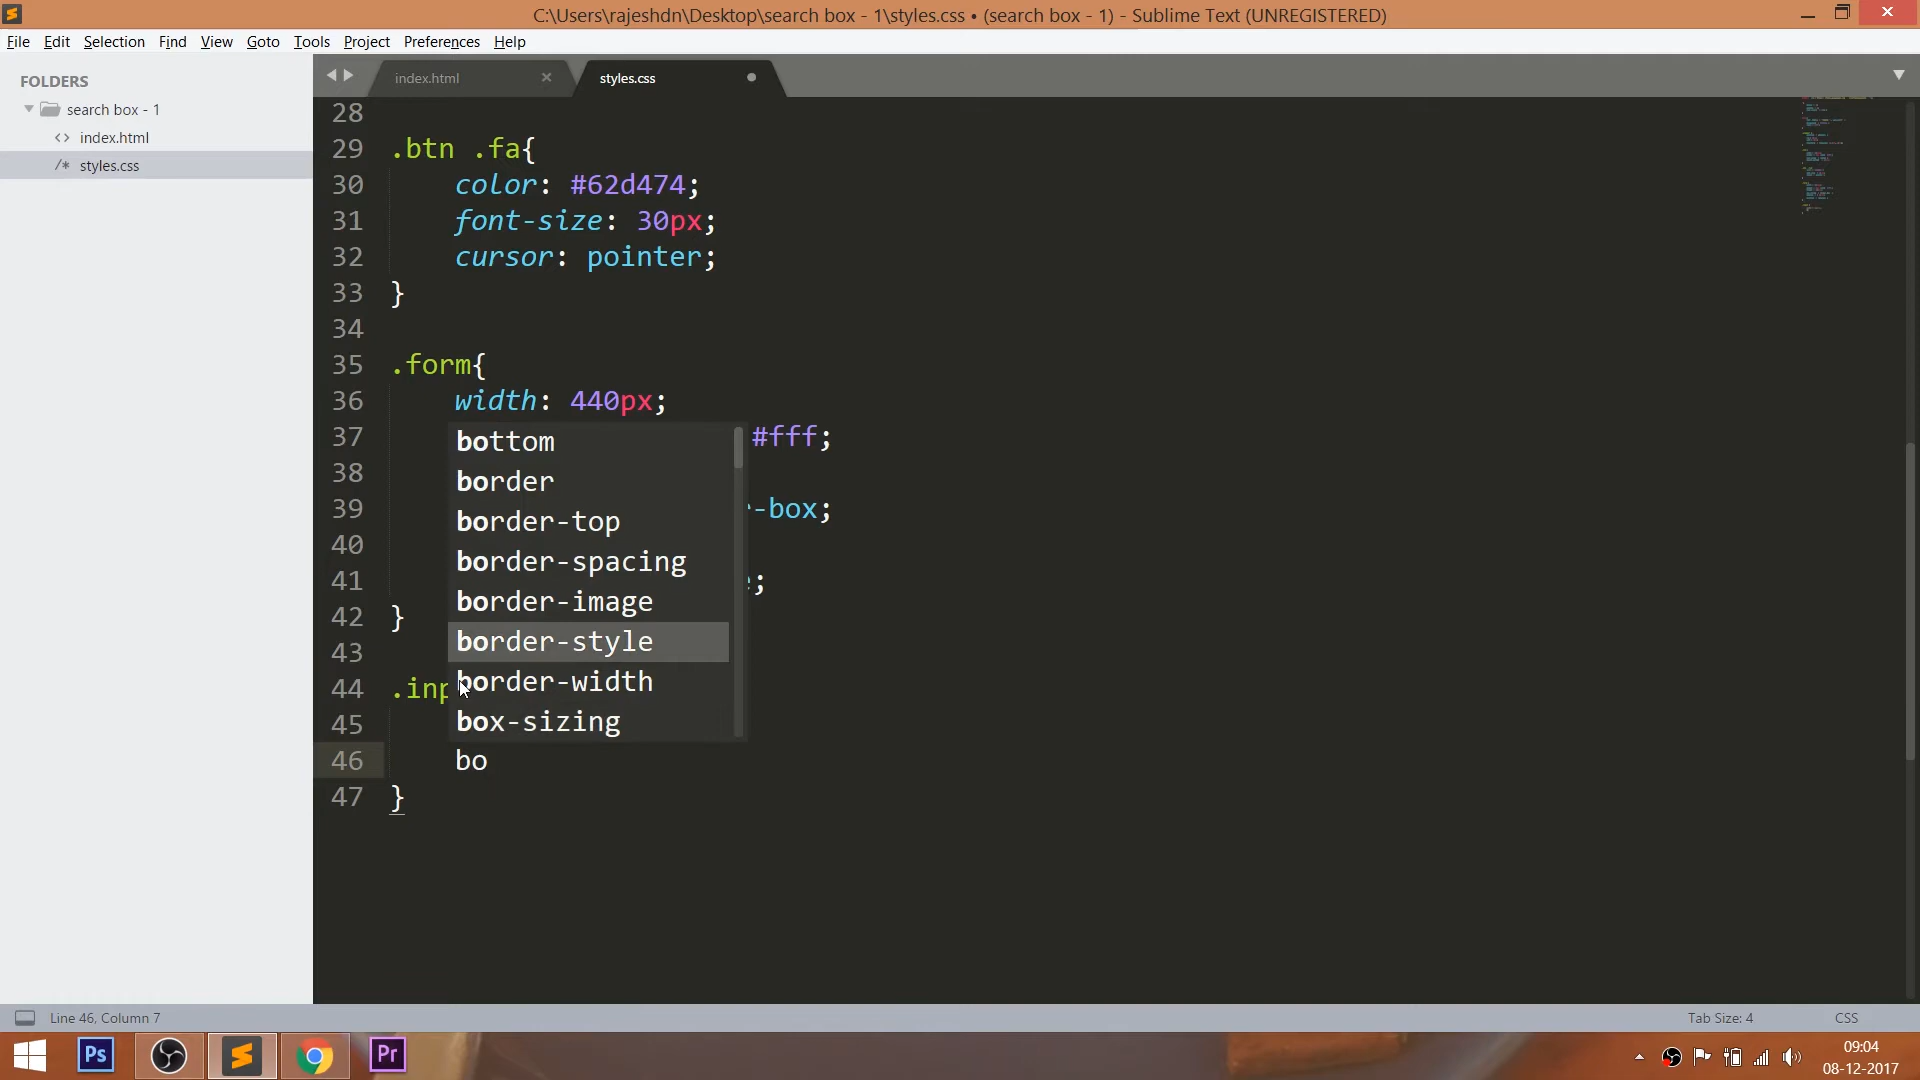 C:\Users\rajeshdn\Desktop\search box - 1\styles.css • (search box - 1) - Sublime Text (UNREGISTERED)
File Edit Selection Find View Goto Tools Project Preferences Help
FOLDERS
search box - 1
<> index.html
/* styles.css
index.html ×
styles.css
28
29 .btn .fa{
30 color: #62d474;
31 font-size: 30px;
32 cursor: pointer;
33 }
34
35 .form{
36 width: 440px;
37 #fff;
38
39 -box;
40
41 ;
42 }
43
44 .inp
45
46 bo
47 }
bottom
border
border-top
border-spacing
border-image
border-style
border-width
box-sizing
Line 46, Column 7
Tab Size: 4
CSS
Ps
Pr
09:04
08-12-2017